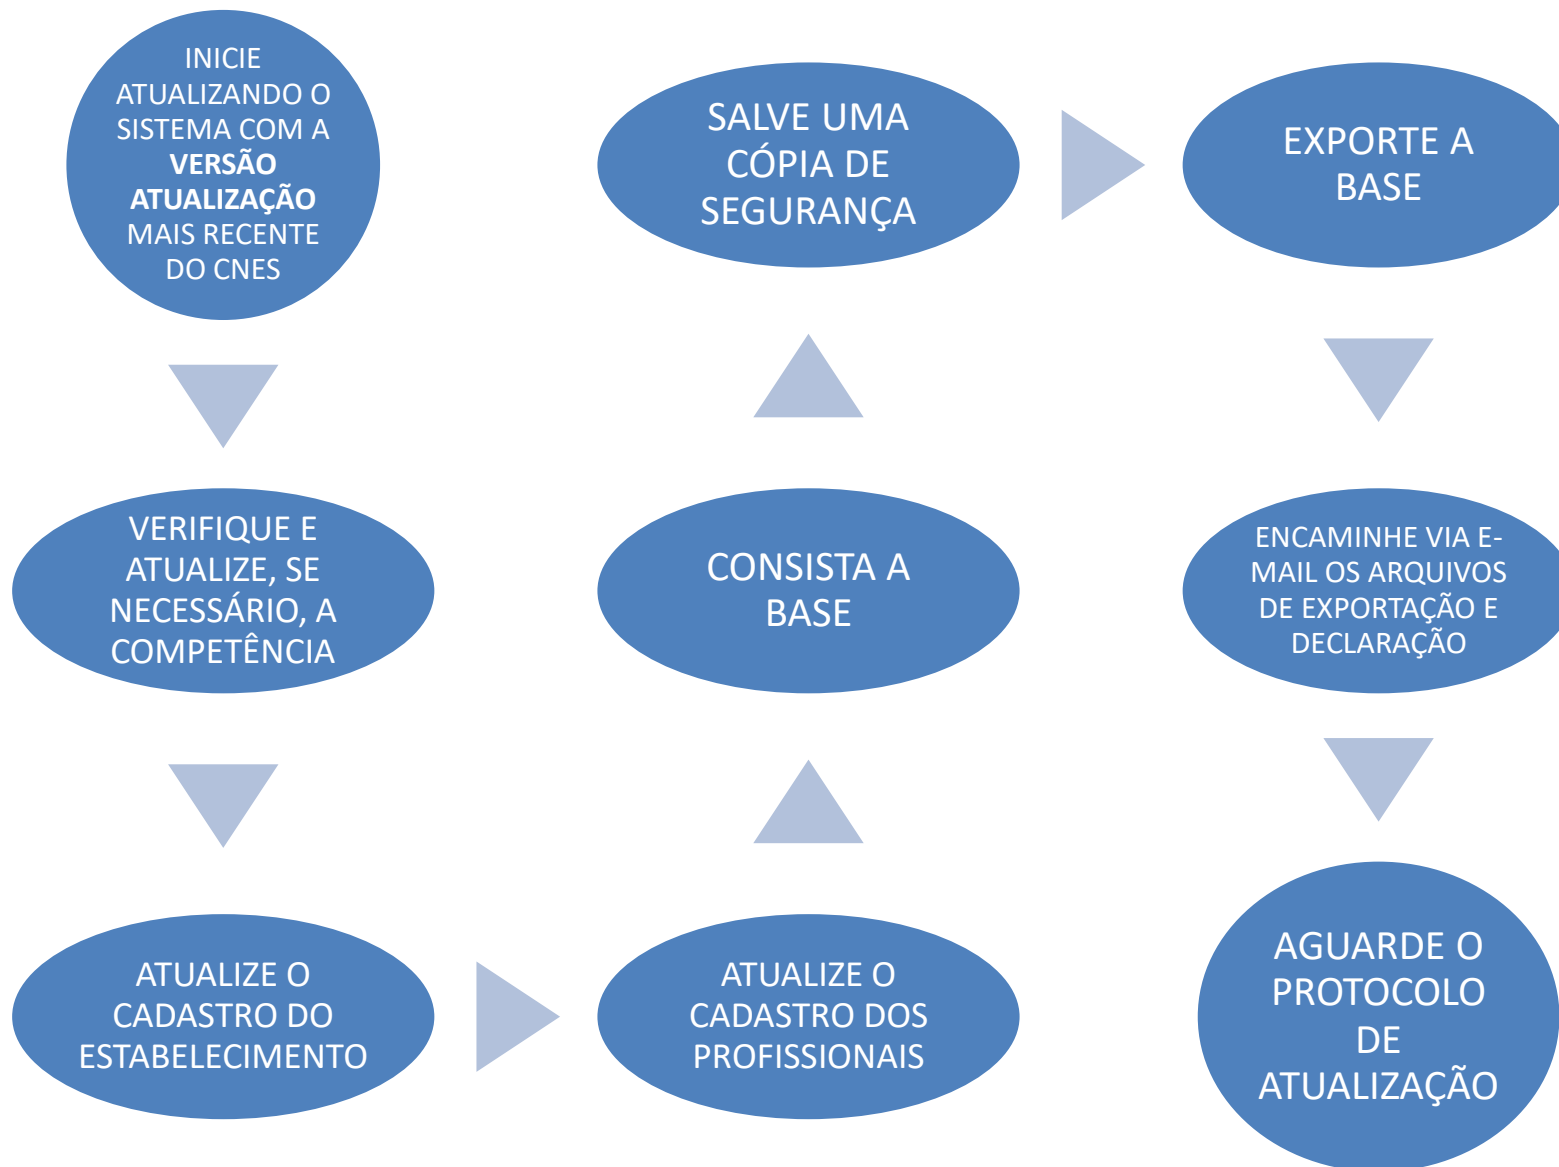 INICIE
ATUALIZANDO O
SISTEMA COM A
VERSÃO
ATUALIZAÇÃO
MAIS RECENTE
DO CNES
VERIFIQUE E
ATUALIZE, SE
NECESSÁRIO, A
COMPETÊNCIA
ATUALIZE O
CADASTRO DO
ESTABELECIMENTO
ATUALIZE O
CADASTRO DOS
PROFISSIONAIS
CONSISTA A
BASE
SALVE UMA
CÓPIA DE
SEGURANÇA
EXPORTE A
BASE
ENCAMINHE VIA E-
MAIL OS ARQUIVOS
DE EXPORTAÇÃO E
DECLARAÇÃO
AGUARDE O
PROTOCOLO
DE
ATUALIZAÇÃO